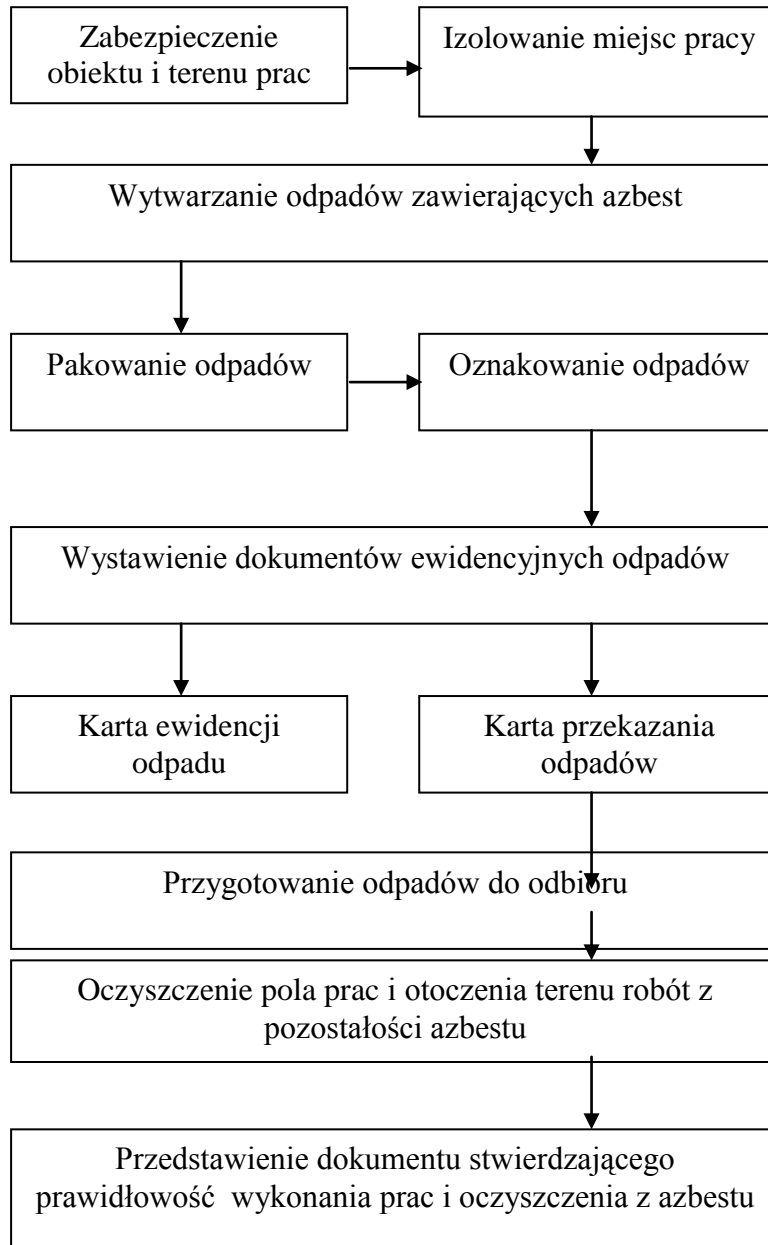 Zabezpieczenie
obiektu i terenu prac
Izolowanie miejsc pracy
Wytwarzanie odpadów zawierających azbest
Pakowanie odpadów
Oznakowanie odpadów
Wystawienie dokumentów ewidencyjnych odpadów
Karta ewidencji
odpadu
Karta przekazania
odpadów
Przygotowanie odpadów do odbioru
Oczyszczenie pola prac i otoczenia terenu robót z
pozostałości azbestu
Przedstawienie dokumentu stwierdzającego
prawidłowość wykonania prac i oczyszczenia z azbestu